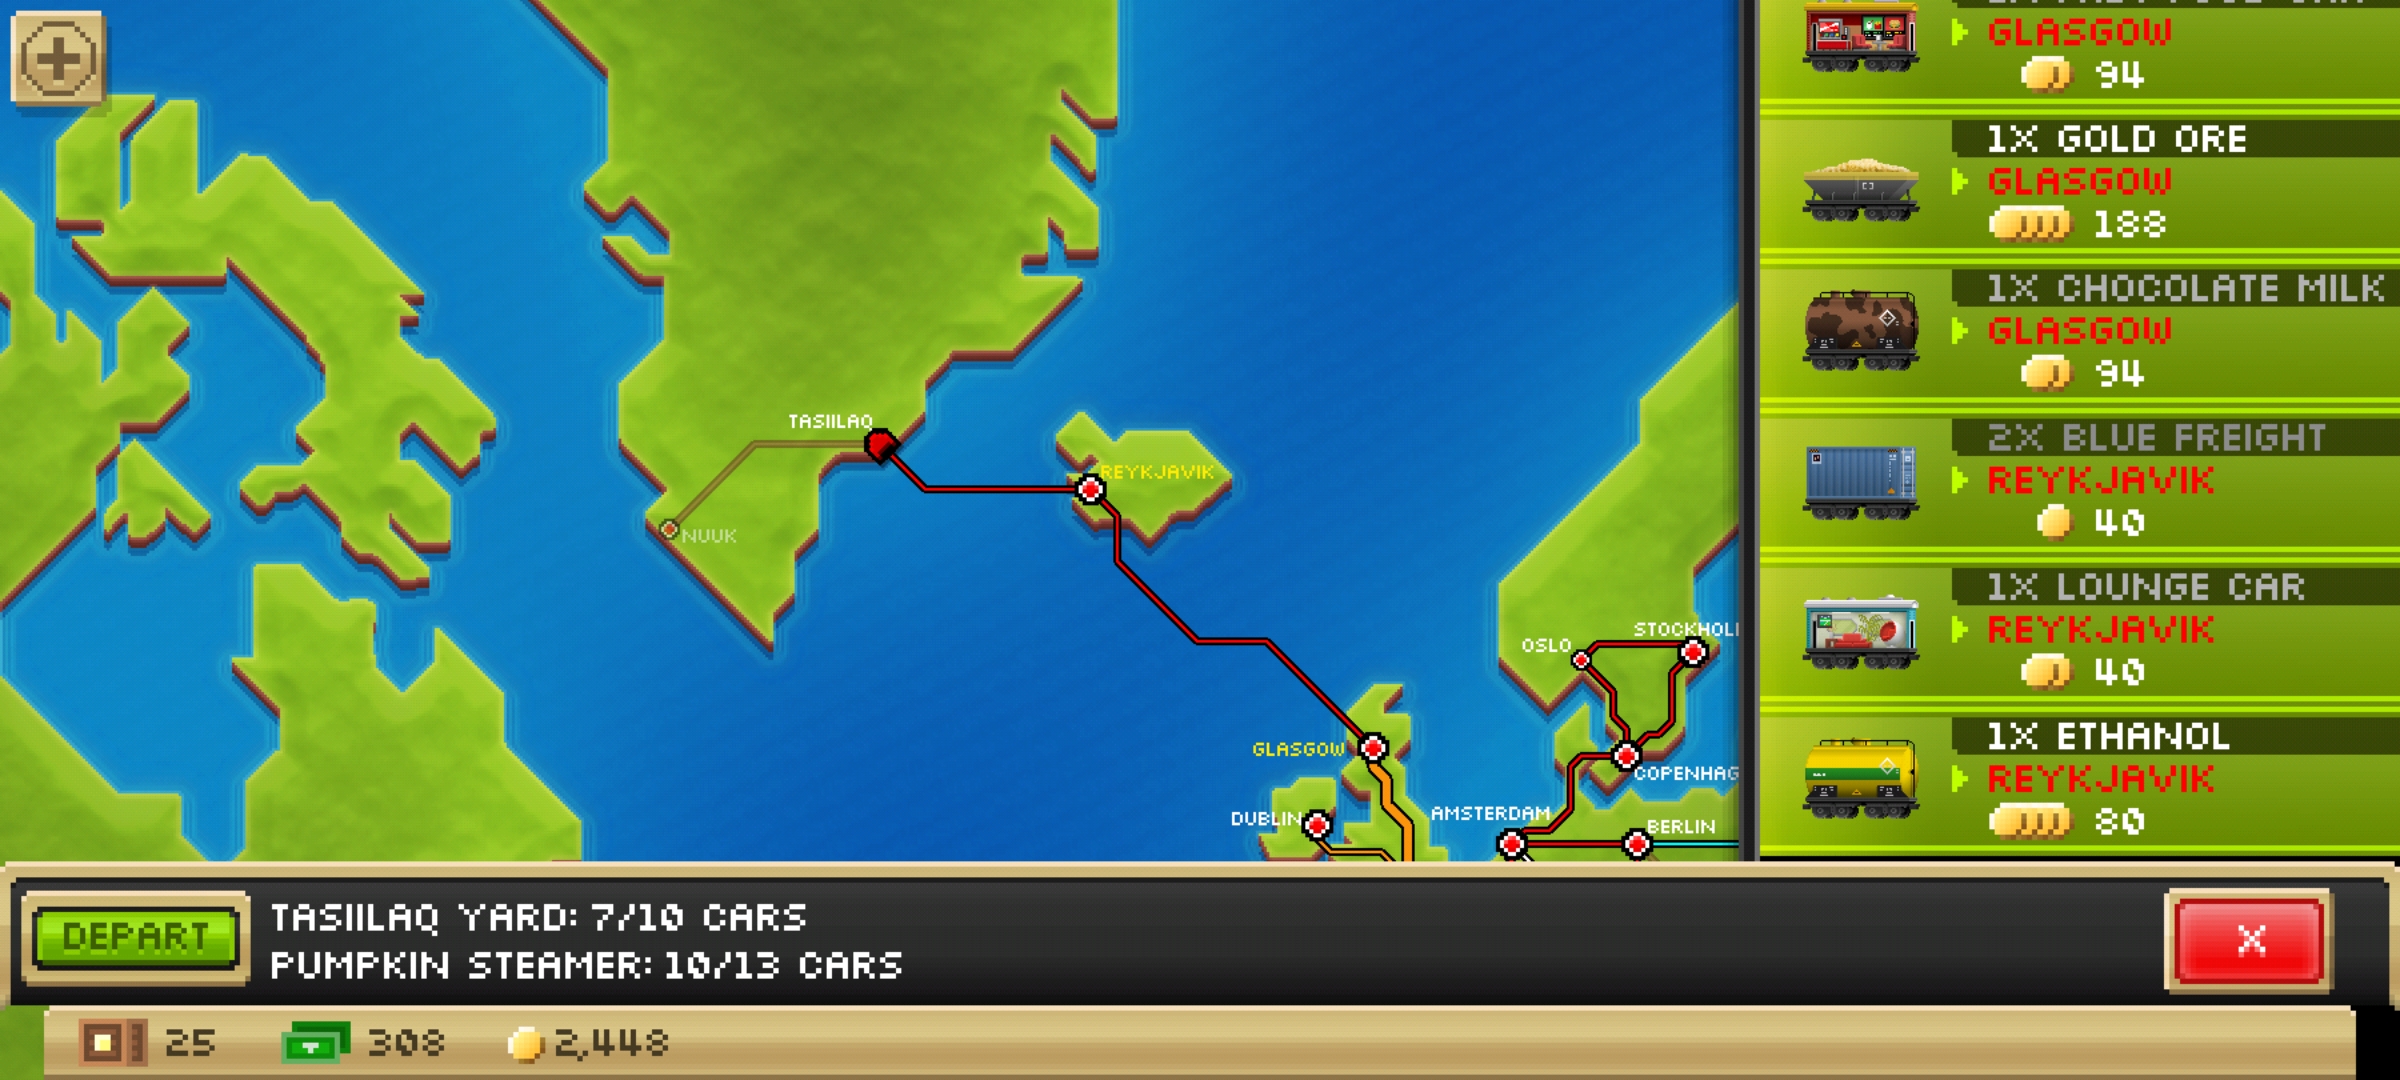 GLASGOW
94
1X GOLD ORE
GLASGOW
188
1X CHOCOLATE MILK
GLASGOW
94
2X BLUE FREIGHT
REYKJAVIK
40
1X LOUNGE CAR
REYKJAVIK
40
1X ETHANOL
REYKJAVIK
80
TASIILAQ
REYKJAVIK
NUUK
OSLO
STOCKHOL
GLASGOW
COPENHAG
DUBLIN
AMSTERDAM
BERLIN
DEPART
TASIILAQ YARD: 7/10 CARS
PUMPKIN STEAMER: 10/13 CARS
X
25
308
2,448